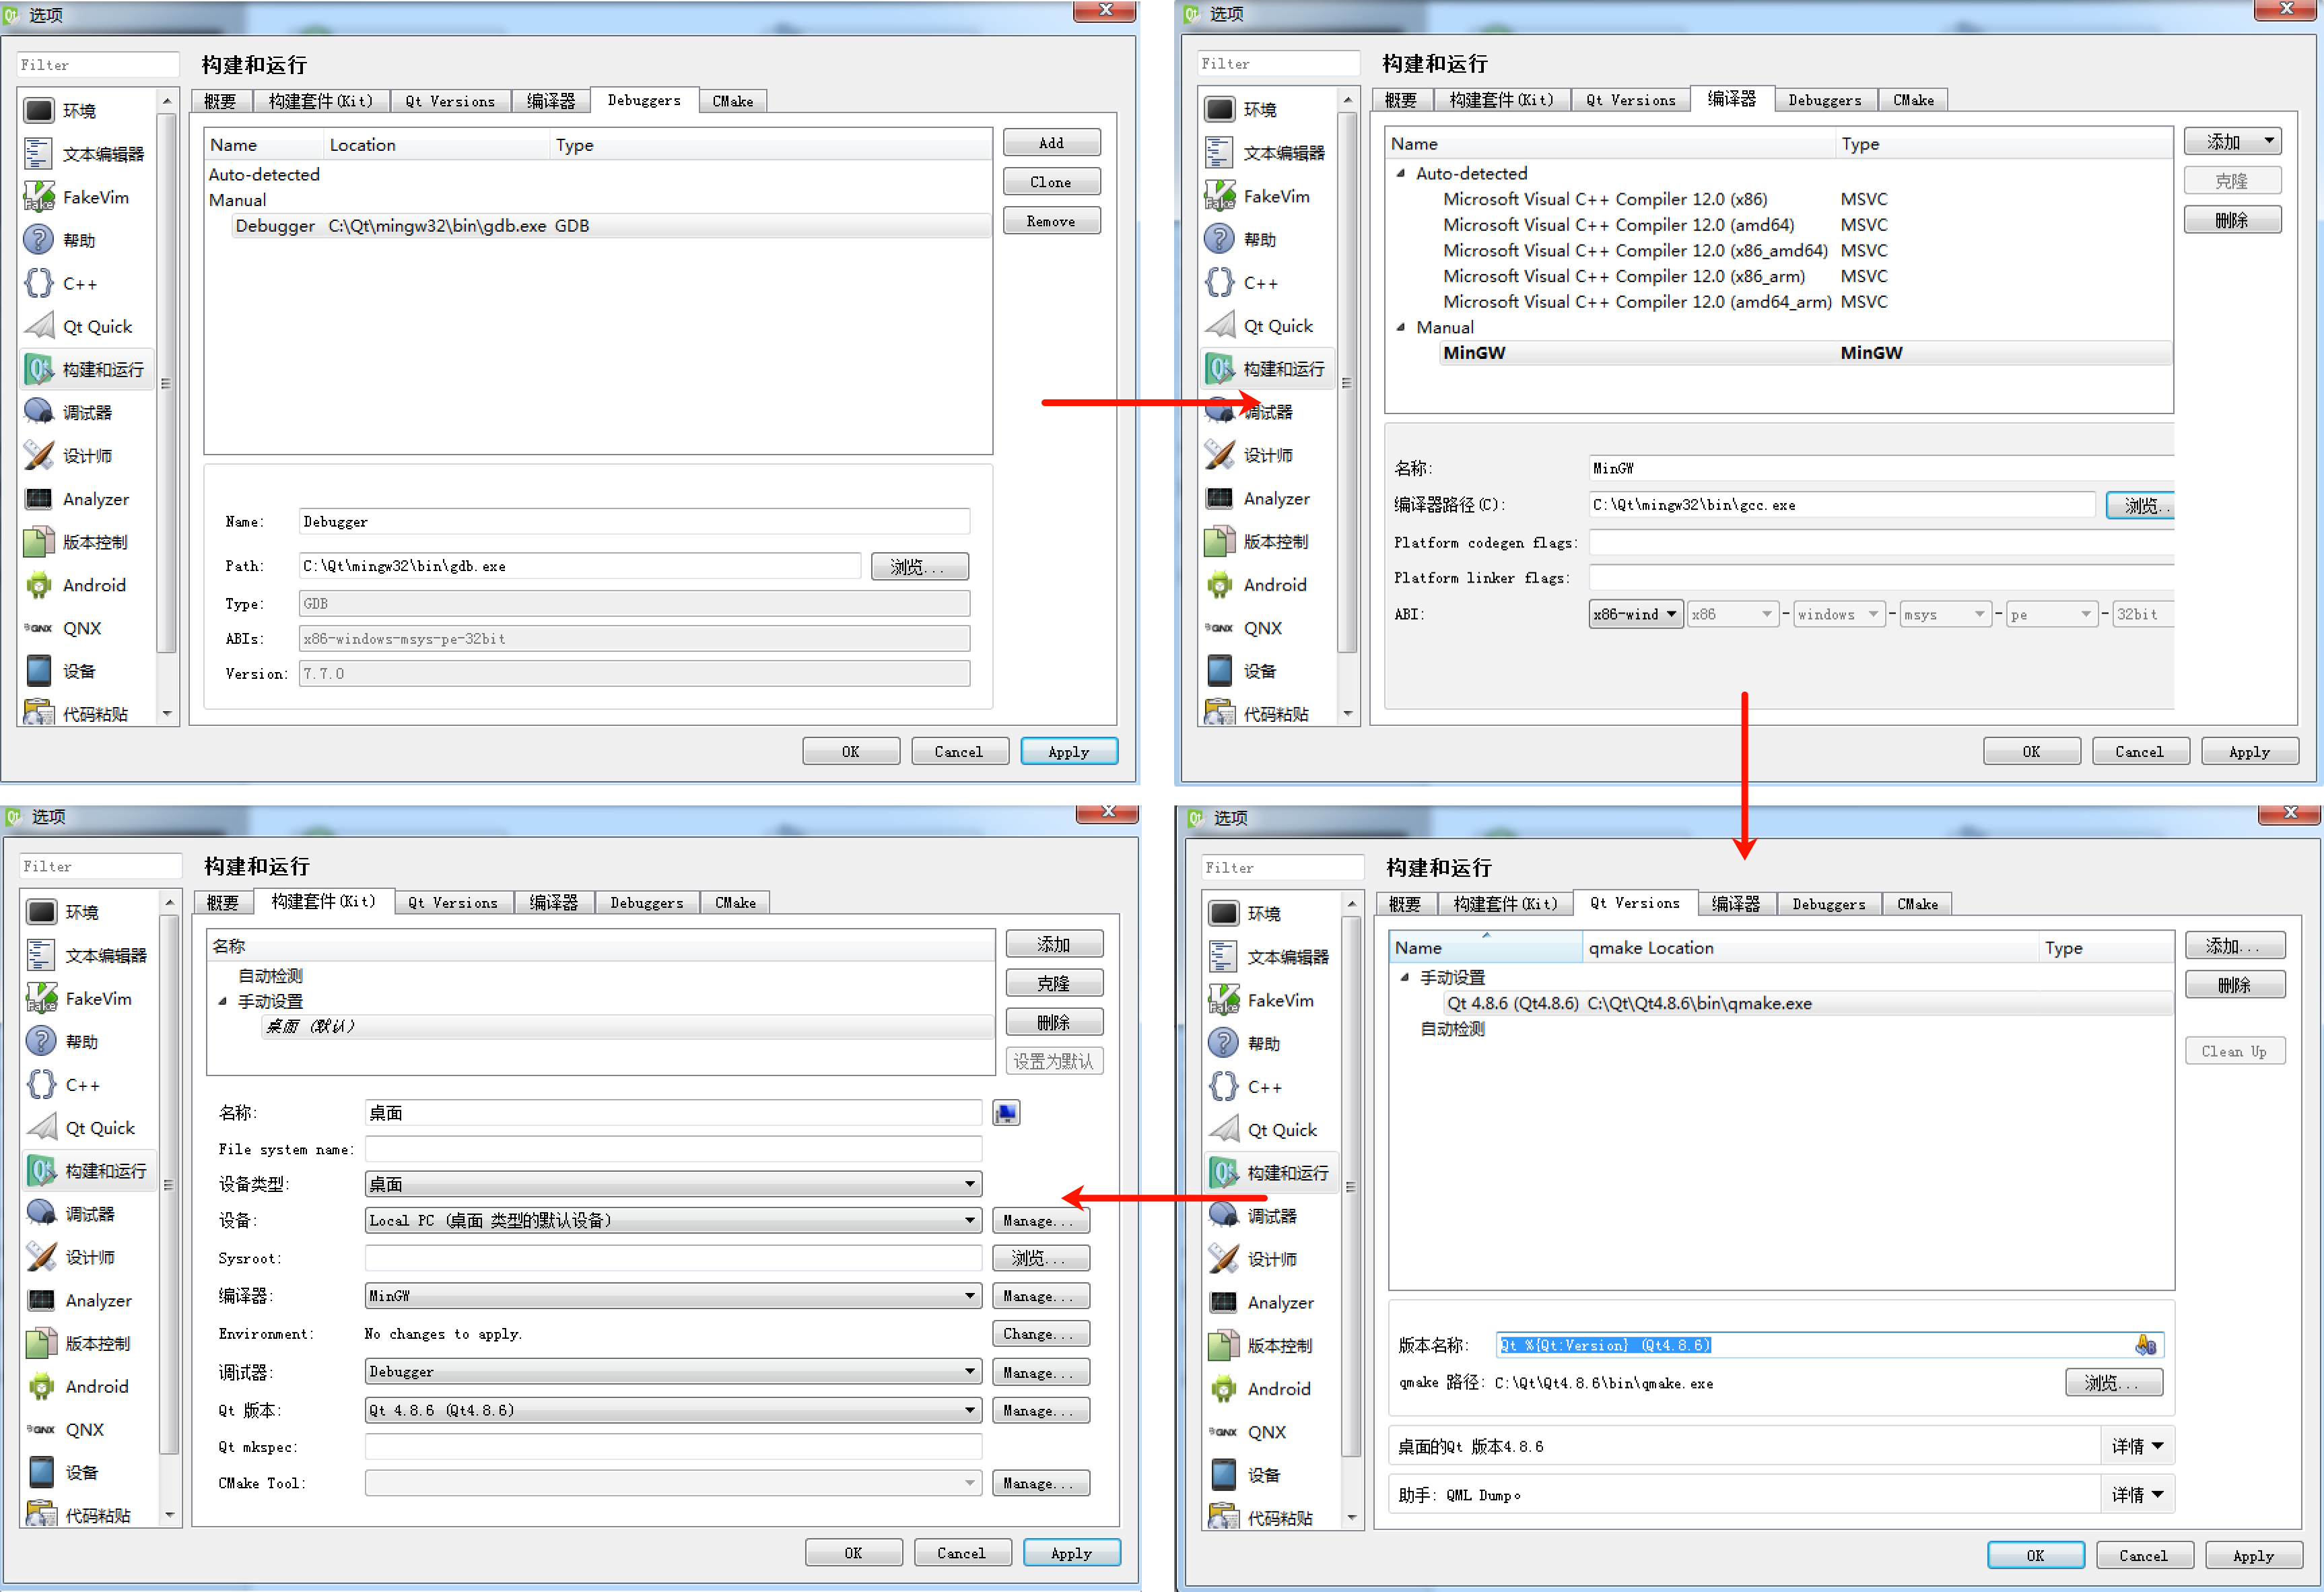 选项
Filter
环境
文本编辑器
FakeVim
帮助
C++
Qt Quick
构建和运行
调试器
设计师
Analyzer
版本控制
Android
QNX
设备
代码粘贴
构建和运行
概要 构建套件(Kit) Qt Versions 编译器 Debuggers CMake
Name Location Type
Auto-detected
Manual
Debugger C:\Qt\mingw32\bin\gdb.exe GDB
Add
Clone
Remove
Name: Debugger
Path: C:\Qt\mingw32\bin\gdb.exe 浏览...
Type: GDB
ABIs: x86-windows-msys-pe-32bit
Version: 7.7.0
OK Cancel Apply
选项
Filter
环境
文本编辑器
FakeVim
帮助
C++
Qt Quick
构建和运行
调试器
设计师
Analyzer
版本控制
Android
QNX
设备
代码粘贴
构建和运行
概要 构建套件(Kit) Qt Versions 编译器 Debuggers CMake
Name Type
Auto-detected
Microsoft Visual C++ Compiler 12.0 (x86) MSVC
Microsoft Visual C++ Compiler 12.0 (amd64) MSVC
Microsoft Visual C++ Compiler 12.0 (x86_amd64) MSVC
Microsoft Visual C++ Compiler 12.0 (x86_arm) MSVC
Microsoft Visual C++ Compiler 12.0 (amd64_arm) MSVC
Manual
MinGW MinGW
添加
克隆
删除
名称: MinGW
编译器路径(C): C:\Qt\mingw32\bin\gcc.exe 浏览..
Platform codegen flags:
Platform linker flags:
ABI: x86-wind x86 - windows - msys - pe - 32bit
OK Cancel Apply
选项
Filter
环境
文本编辑器
FakeVim
帮助
C++
Qt Quick
构建和运行
调试器
设计师
Analyzer
版本控制
Android
QNX
设备
代码粘贴
构建和运行
概要 构建套件(Kit) Qt Versions 编译器 Debuggers CMake
名称
自动检测
手动设置
桌面 (默认)
添加
克隆
删除
设置为默认
名称: 桌面
File system name:
设备类型: 桌面
设备: Local PC (桌面 类型的默认设备) Manage...
Sysroot: 浏览...
编译器: MinGW Manage...
Environment: No changes to apply. Change...
调试器: Debugger Manage...
Qt 版本: Qt 4.8.6 (Qt4.8.6) Manage...
Qt mkspec:
CMake Tool: Manage...
OK Cancel Apply
选项
Filter
环境
文本编辑器
FakeVim
帮助
C++
Qt Quick
构建和运行
调试器
设计师
Analyzer
版本控制
Android
QNX
设备
代码粘贴
构建和运行
概要 构建套件(Kit) Qt Versions 编译器 Debuggers CMake
Name qmake Location Type
手动设置
Qt 4.8.6 (Qt4.8.6) C:\Qt\Qt4.8.6\bin\qmake.exe
自动检测
添加...
删除
Clean Up
版本名称: Qt %{Qt:Version} (Qt4.8.6)
qmake 路径: C:\Qt\Qt4.8.6\bin\qmake.exe 浏览...
桌面的Qt 版本4.8.6 详情
助手: QML Dump。 详情
OK Cancel Apply